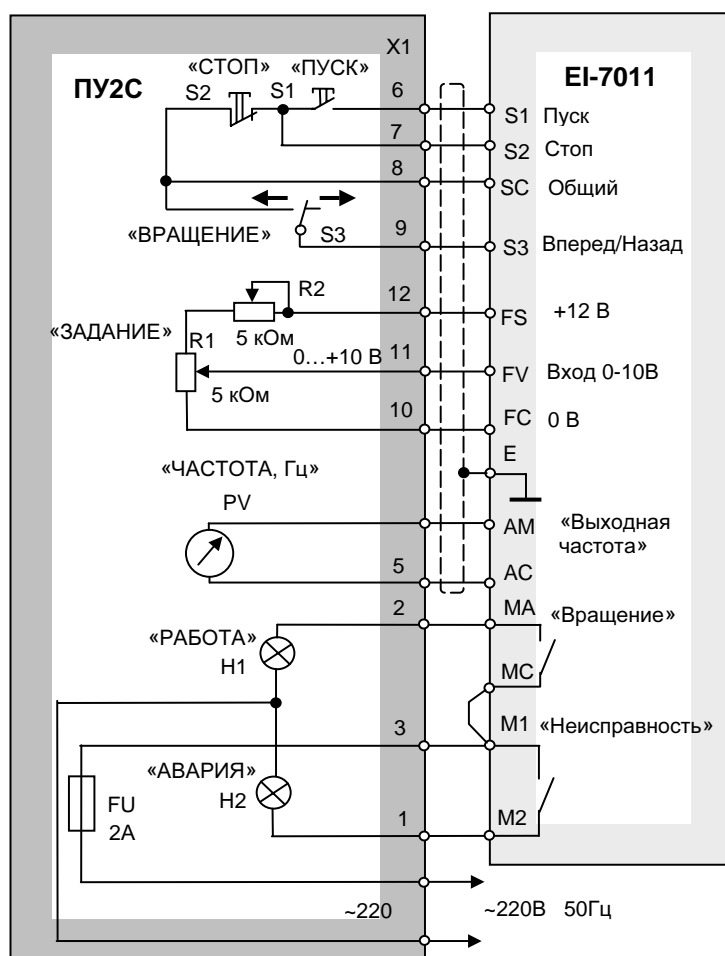 X1
ПУ2С
«СТОП» «ПУСК»
S2
S1
6
7
8
«ВРАЩЕНИЕ»
S3
9
12
R2
5 кОм
«ЗАДАНИЕ»
R1
0…+10 В
11
5 кОм
10
«ЧАСТОТА, Гц»
PV
5
2
«РАБОТА»
H1
3
«АВАРИЯ»
H2
FU
2А
1
~220
EI-7011
S1 Пуск
S2 Стоп
SC Общий
S3 Вперед/Назад
FS +12 В
FV Вход 0-10В
FC 0 В
E
AM «Выходная
частота»
AC
MA «Вращение»
MC
M1 «Неисправность»
M2
~220В 50Гц